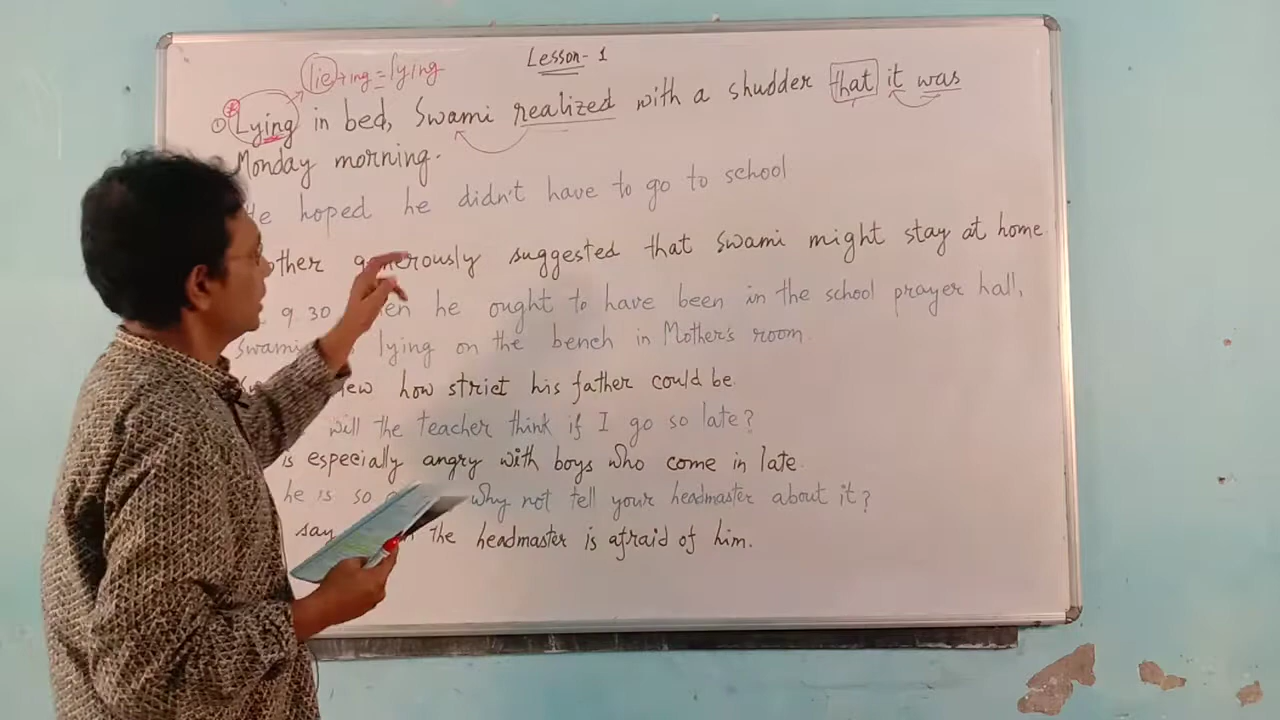 Lesson- 1
lie+ing=lying
① Lying in bed, Swami realized with a shudder that it was
Monday morning.
hoped he didn't have to go to school
generously suggested that Swami might stay at home
9.30 he ought to have been in the school prayer hall,
Swami lying on the bench in Mother's room
how strict his father could be
will the teacher think if I go so late?
is especially angry with boys who come in late
he is so why not tell your headmaster about it?
say the headmaster is afraid of him.